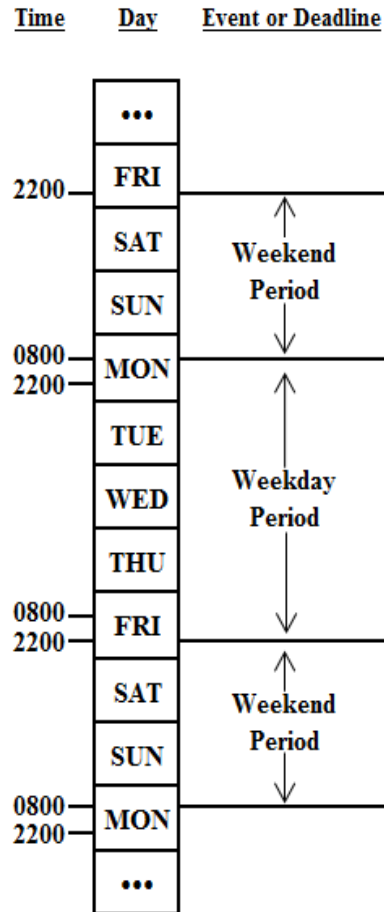 Time Day Event or Deadline
•••
2200 FRI
SAT Weekend
Period
SUN
0800 MON
2200
TUE
WED Weekday
Period
THU
0800 FRI
2200
SAT Weekend
Period
SUN
0800 MON
2200
•••